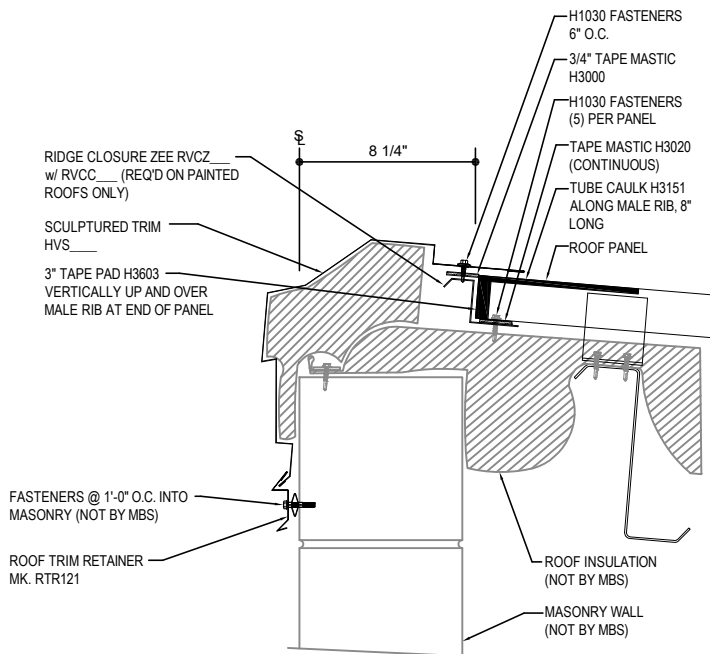 H1030 FASTENERS
6" O.C.
3/4" TAPE MASTIC
H3000
H1030 FASTENERS
(5) PER PANEL
TAPE MASTIC H3020
(CONTINUOUS)
TUBE CAULK H3151
ALONG MALE RIB, 8"
LONG
ROOF PANEL
8 1/4"
RIDGE CLOSURE ZEE RVCZ___
w/ RVCC___ (REQ'D ON PAINTED
ROOFS ONLY)
SCULPTURED TRIM
HVS____
3" TAPE PAD H3603
VERTICALLY UP AND OVER
MALE RIB AT END OF PANEL
FASTENERS @ 1'-0" O.C. INTO
MASONRY (NOT BY MBS)
ROOF TRIM RETAINER
MK. RTR121
ROOF INSULATION
(NOT BY MBS)
MASONRY WALL
(NOT BY MBS)